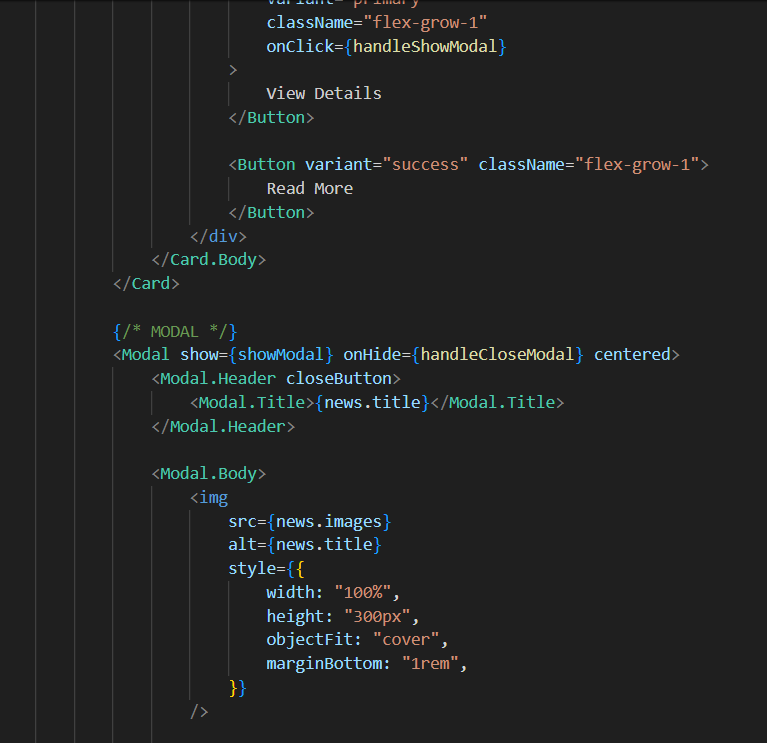 variant="primary"
className="flex-grow-1"
onClick={handleShowModal}
>
View Details
</Button>
<Button variant="success" className="flex-grow-1">
Read More
</Button>
</div>
</Card.Body>
</Card>
{/* MODAL */}
<Modal show={showModal} onHide={handleCloseModal} centered>
<Modal.Header closeButton>
<Modal.Title>{news.title}</Modal.Title>
</Modal.Header>
<Modal.Body>
<img
src={news.images}
alt={news.title}
style={{
width: "100%",
height: "300px",
objectFit: "cover",
marginBottom: "1rem",
}}
/>